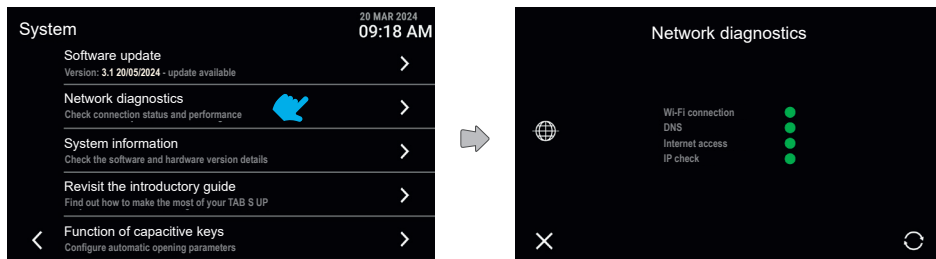 System
20 MAR 2024
09:18 AM
Software update
Version: 3.1 20/05/2024 - update available
Network diagnostics
Check connection status and performance
System information
Check the software and hardware version details
Revisit the introductory guide
Find out how to make the most of your TAB S UP
Function of capacitive keys
Configure automatic opening parameters
Network diagnostics
Wi-Fi connection
DNS
Internet access
IP check